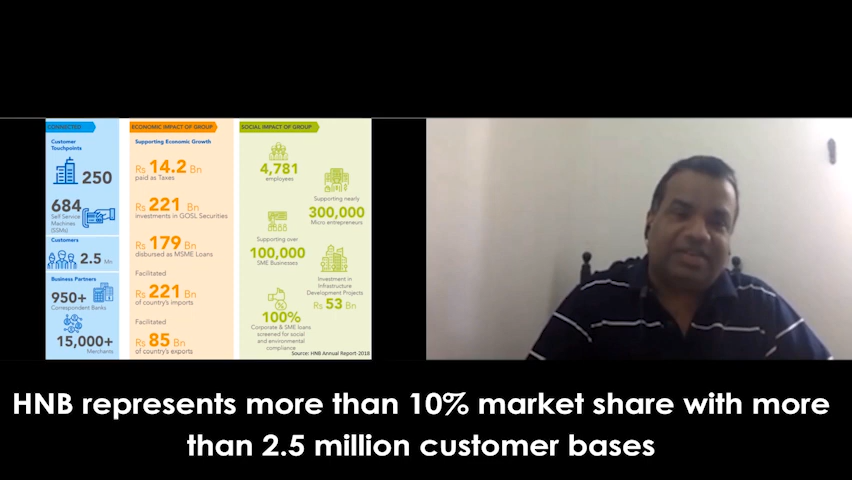 CONNECTED
Customer
Touchpoints
250
684
Self Service
Machines
(SSMs)
Customers
2.5 Mn
Business Partners
950+
Correspondent Banks
15,000+
Merchants
ECONOMIC IMPACT OF GROUP
Supporting Economic Growth
Rs 14.2 Bn
paid as Taxes
Rs 221 Bn
investments in GOSL Securities
Rs 179 Bn
disbursed as MSME Loans
Facilitated
Rs 221 Bn
of country's imports
Facilitated
Rs 85 Bn
of country's exports
SOCIAL IMPACT OF GROUP
4,781
employees
Supporting nearly
300,000
Micro entrepreneurs
Supporting over
100,000
SME Businesses
Investment in
Infrastructure
Development Projects
Rs 53 Bn
100%
Corporate & SME loans
screened for social
and environmental
compliance
Source: HNB Annual Report-2018
HNB represents more than 10% market share with more
than 2.5 million customer bases